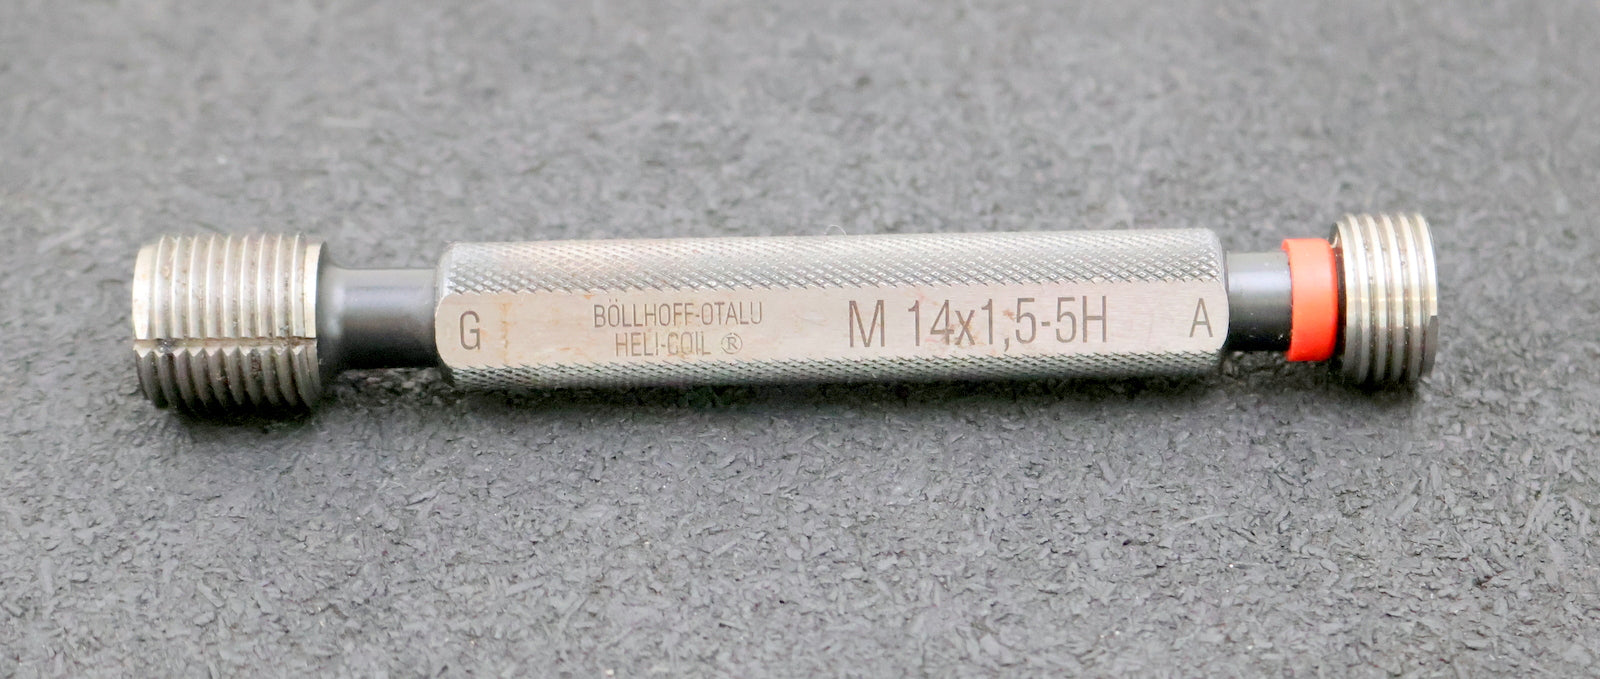 G
BÖLLHOFF-OTALU
HELI-COIL ®
M 14x1,5-5H
A